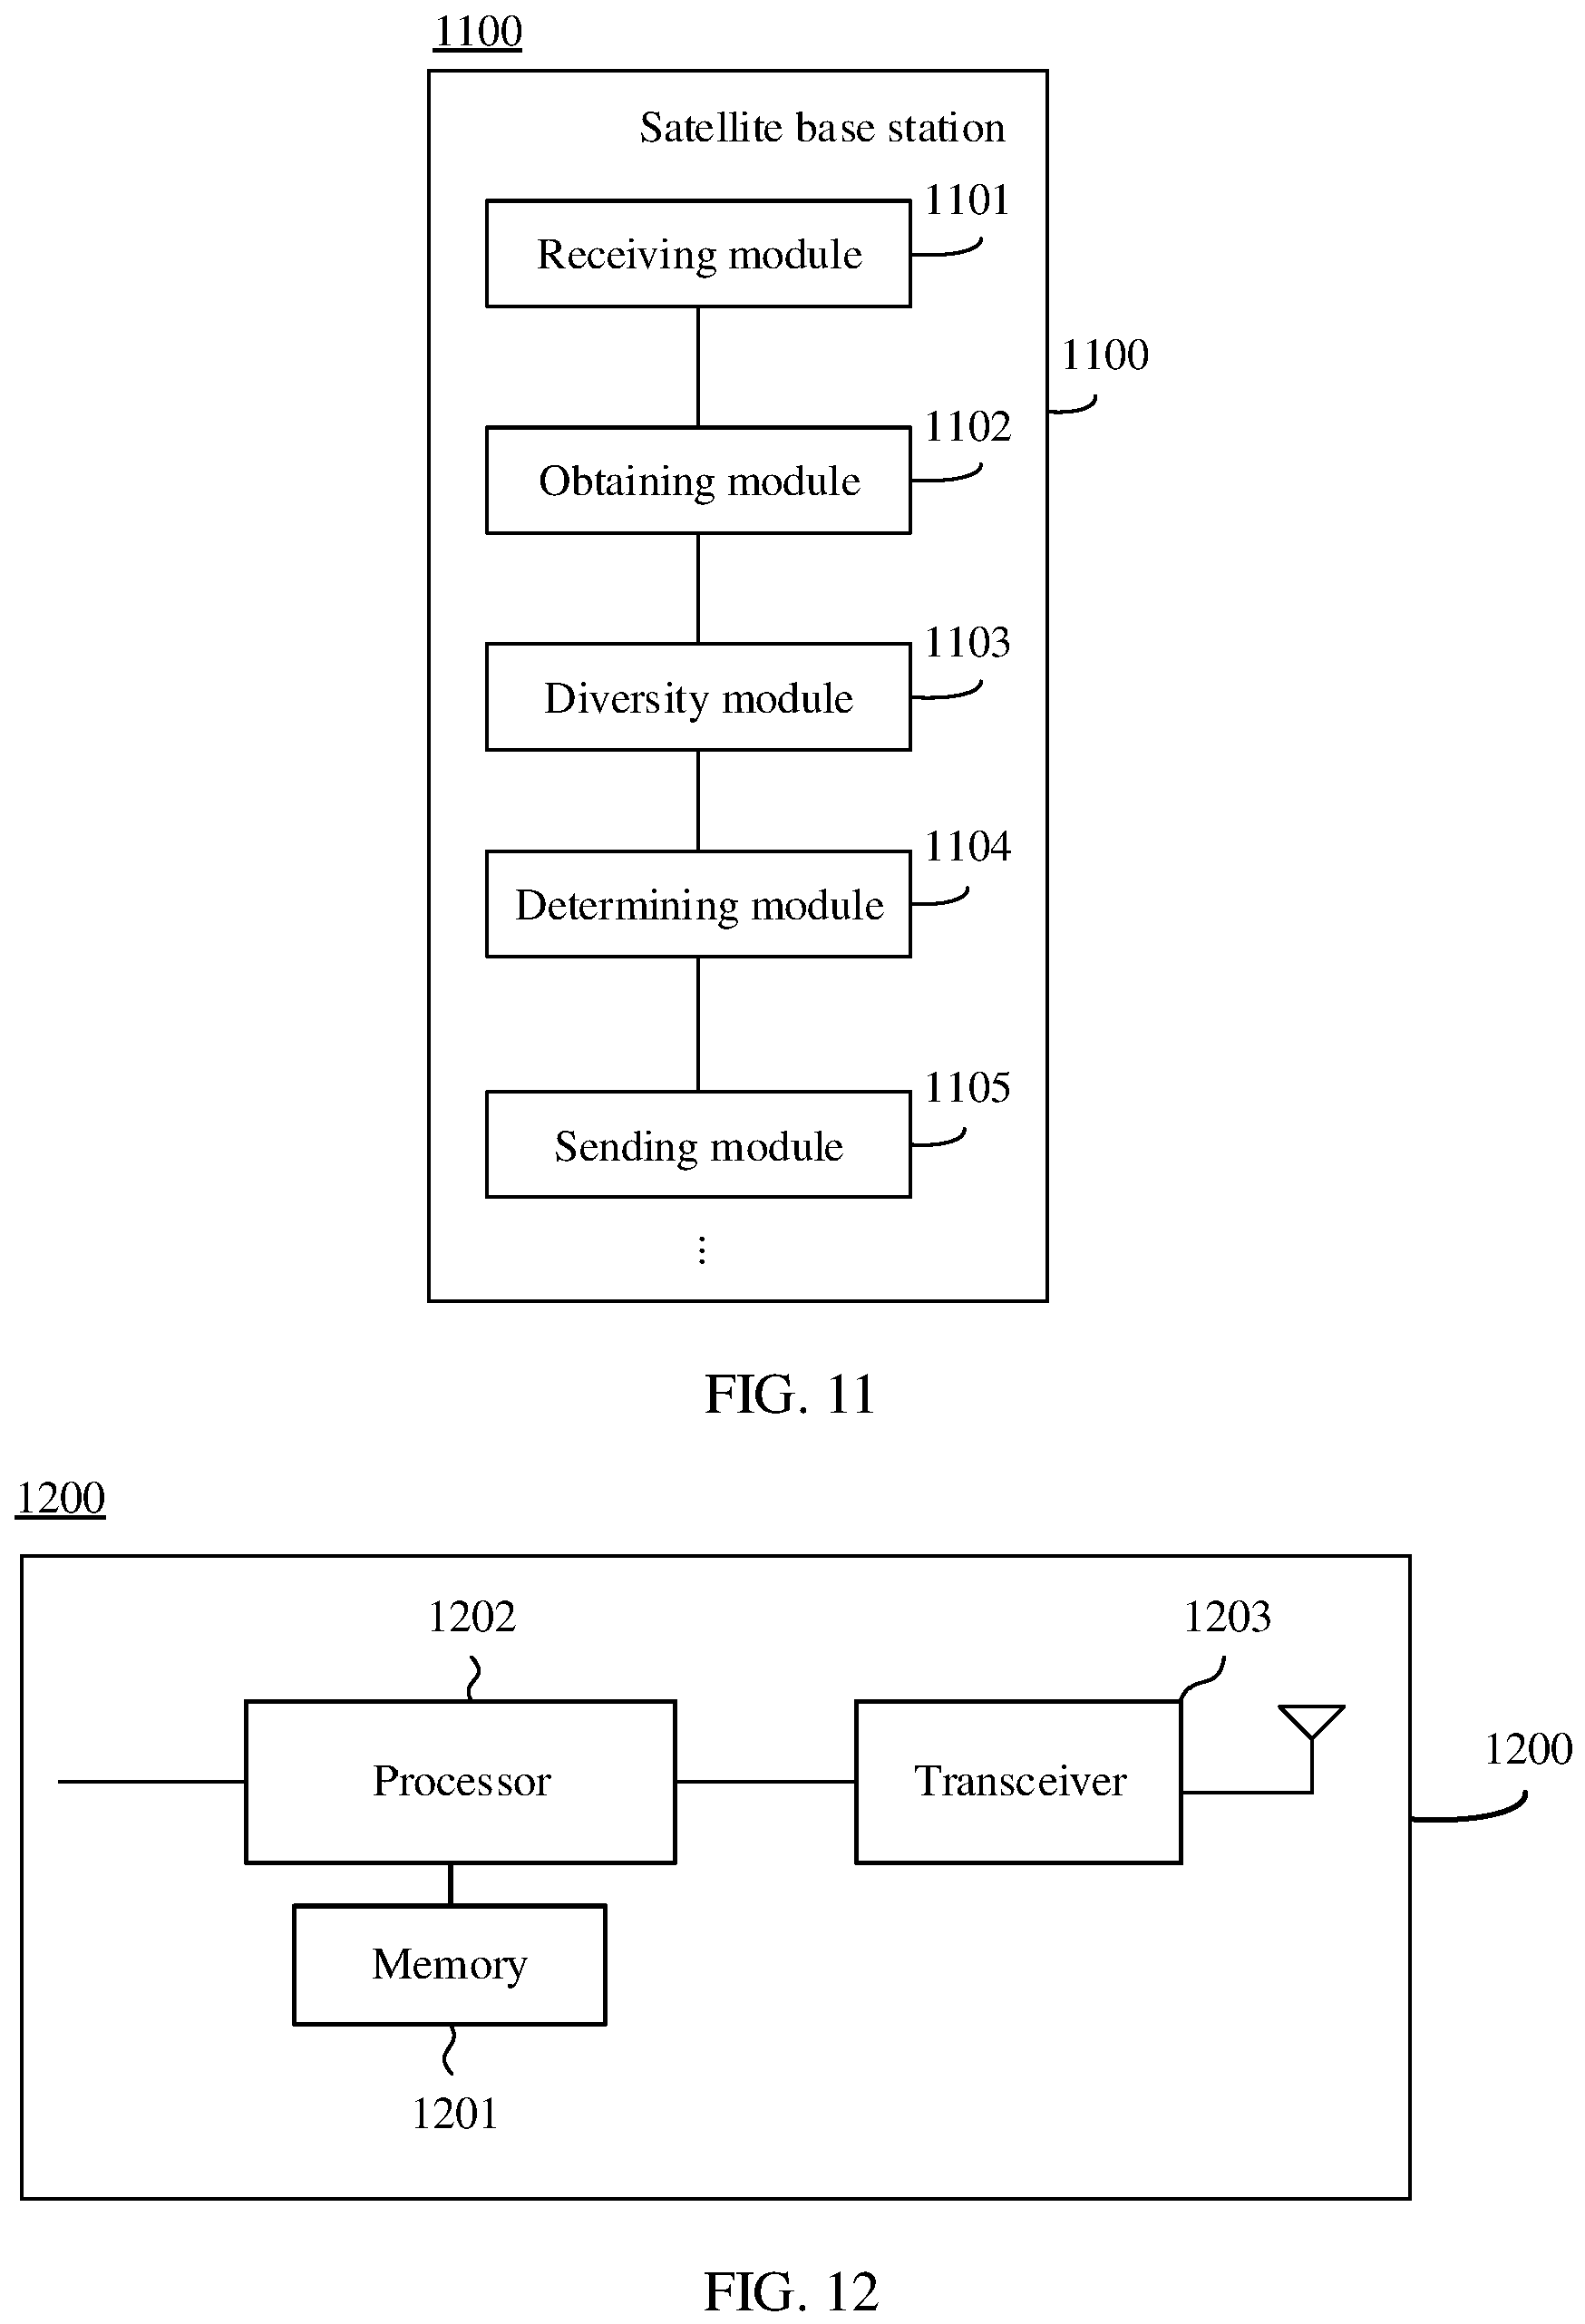 1100
Satellite base station
1101
Receiving module
1100
1102
Obtaining module
1103
Diversity module
1104
Determining module
1105
Sending module
⋮
FIG. 11
1200
1202
1203
Processor
Transceiver
1200
Memory
1201
FIG. 12